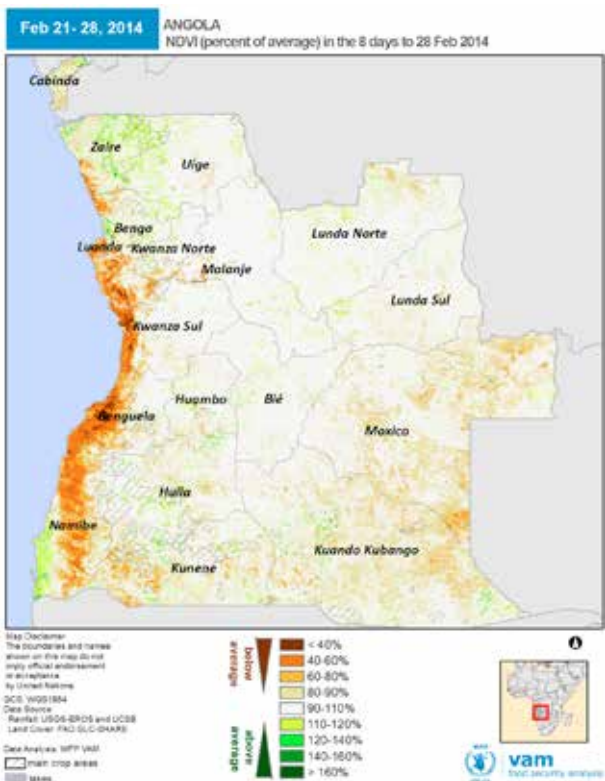 Feb 21- 28, 2014
ANGOLA
NDVI (percent of average) in the 8 days to 28 Feb 2014
Cabinda
Zaire
Uige
Bengo
Luanda
Kwanza Norte
Malanje
Lunda Norte
Lunda Sul
Kwanza Sul
Benguela
Huambo
Bié
Moxico
Huila
Namibe
Kunene
Kuando Kubango
Map Disclaimer
The boundaries and names
shown on this map do not
imply official endorsement
or acceptance
by United Nations
GCS WGS1984
Data Source
Rainfall: USGS-EROS and UCSB
Land Cover: FAO GLC-SHARE
Data Analysis: WFP VAM
main crop areas
below
average
above
average
< 40%
40-60%
60-80%
80-90%
90-110%
110-120%
120-140%
140-160%
> 160%
WFP
vam
food security analysis